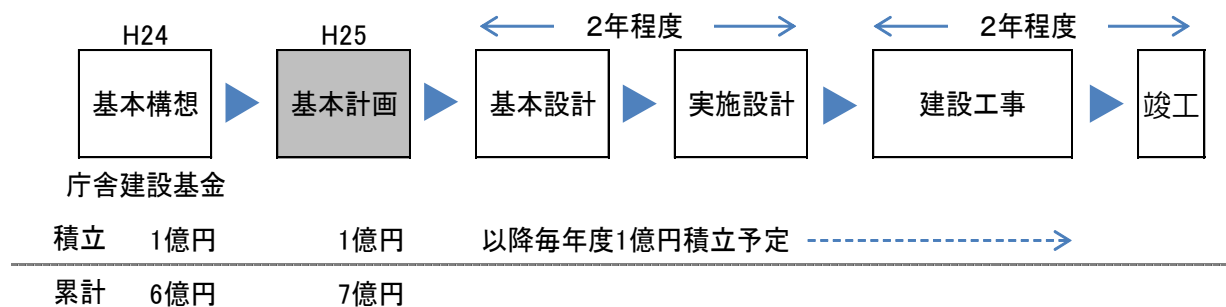 H24 H25 2年程度 2年程度
基本構想 基本計画 基本設計 実施設計 建設工事 竣工
庁舎建設基金
積立 1億円 1億円 以降毎年度1億円積立予定
累計 6億円 7億円